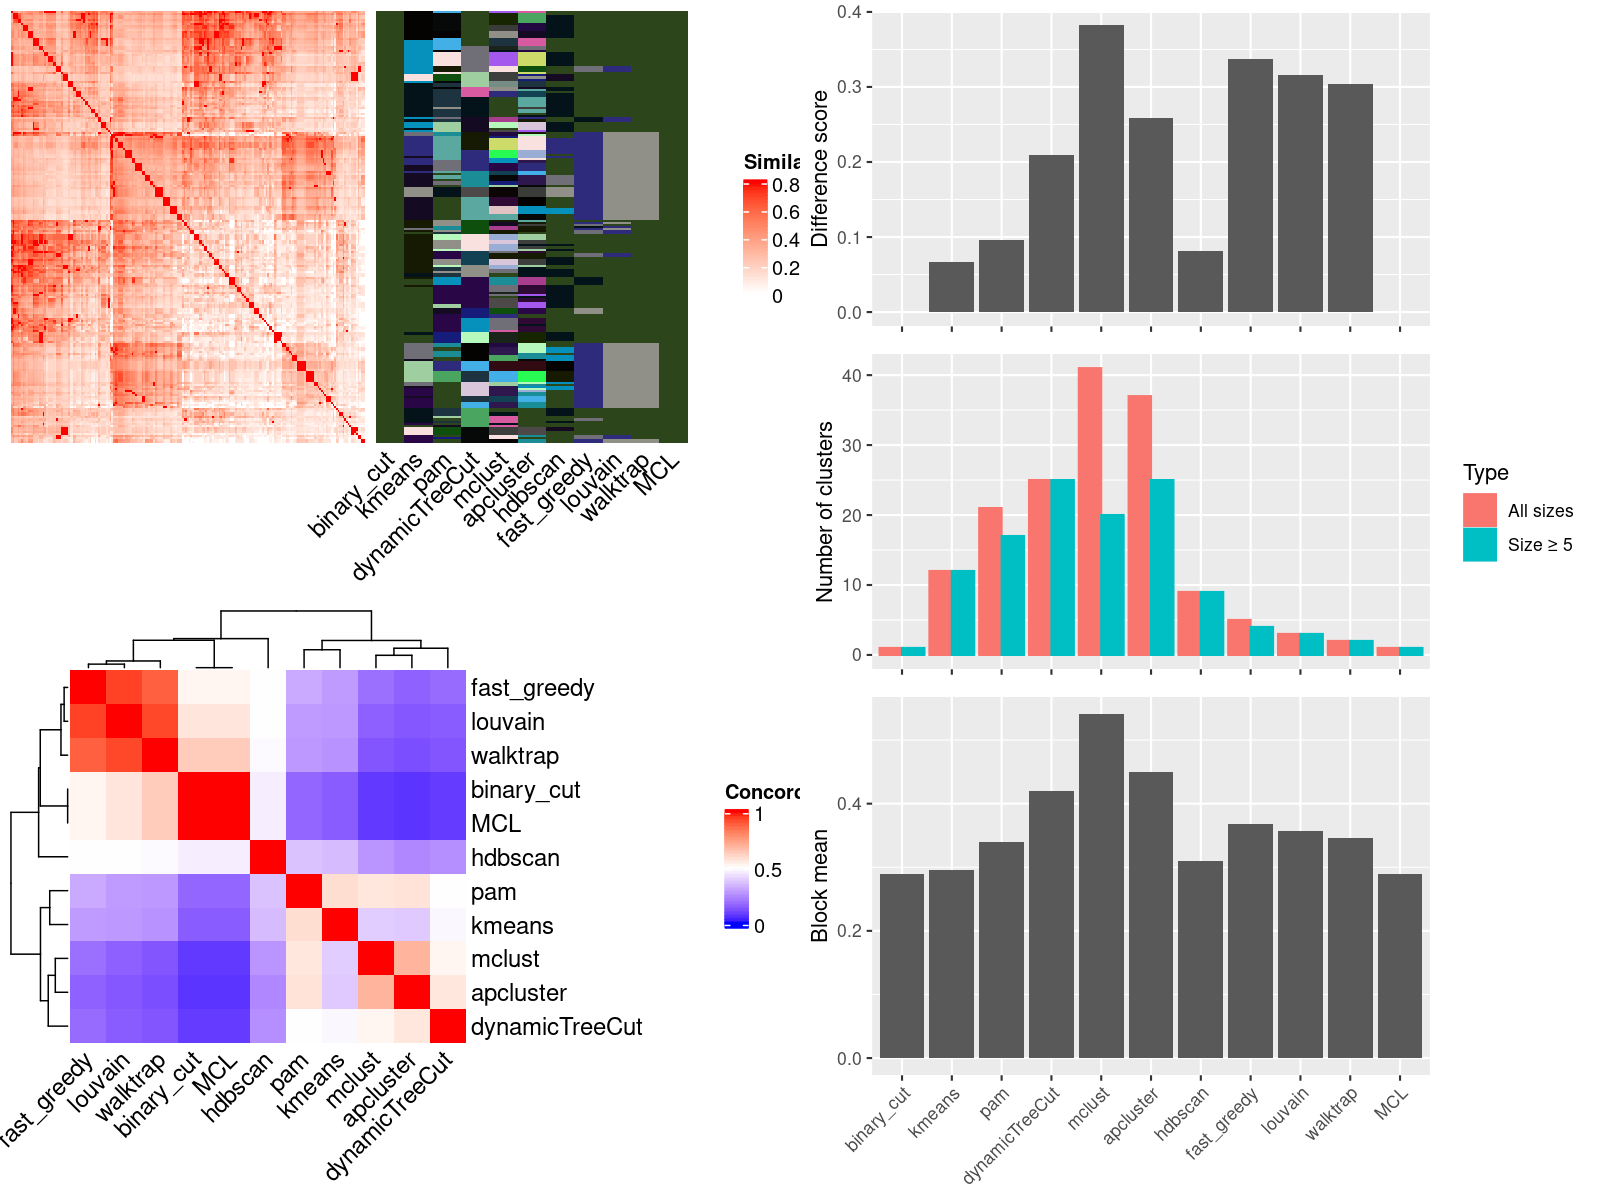 Simila
0.8
0.6
0.4
0.2
0
binary_cut
kmeans
pam
dynamicTreeCut
mclust
apcluster
hdbscan
fast_greedy
louvain
walktrap
MCL
fast_greedy
louvain
walktrap
binary_cut
MCL
hdbscan
pam
kmeans
mclust
apcluster
dynamicTreeCut
fast_greedy
louvain
walktrap
binary_cut
MCL
hdbscan
pam
kmeans
mclust
apcluster
dynamicTreeCut
Concord
1
0.5
0
Difference score
0.4
0.3
0.2
0.1
0.0
Number of clusters
40
30
20
10
0
Type
All sizes
Size ≥ 5
Block mean
0.4
0.2
0.0
binary_cut
kmeans
pam
dynamicTreeCut
mclust
apcluster
hdbscan
fast_greedy
louvain
walktrap
MCL